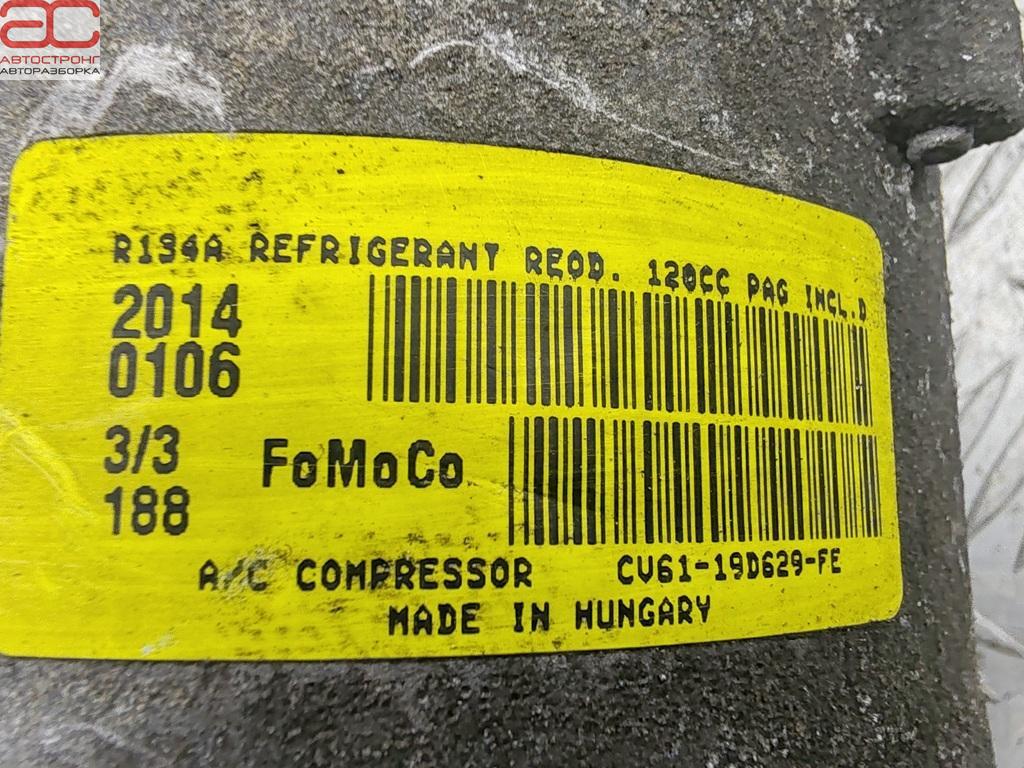 ac
АВТОСТРОНГ
АВТОРАЗБОРКА
R134A REFRIGERANT REQD. 120CC PAG INCL.D
2014
0106
3/3
188
FoMoCo
A/C COMPRESSOR
CV61-19D629-FE
MADE IN HUNGARY